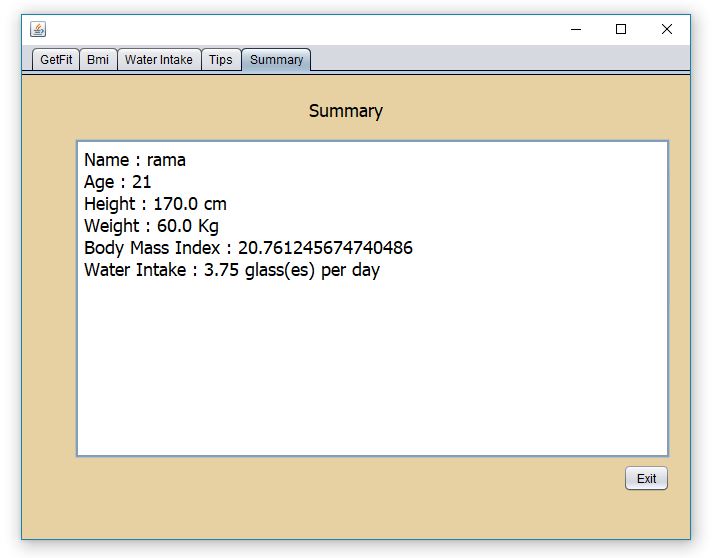 GetFit Bmi Water Intake Tips Summary
Summary
Name : rama
Age : 21
Height : 170.0 cm
Weight : 60.0 Kg
Body Mass Index : 20.761245674740486
Water Intake : 3.75 glass(es) per day
Exit